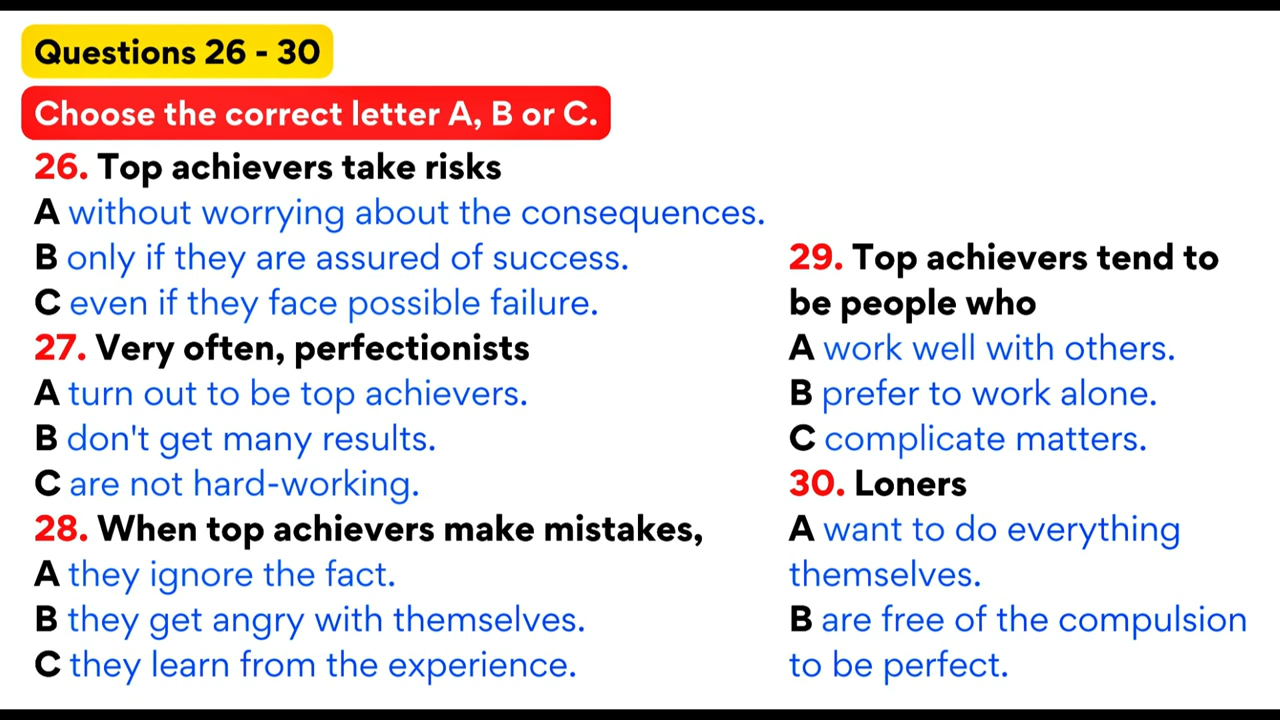 Questions 26 - 30
Choose the correct letter A, B or C.
26. Top achievers take risks
A without worrying about the consequences.
B only if they are assured of success.
C even if they face possible failure.
27. Very often, perfectionists
A turn out to be top achievers.
B don't get many results.
C are not hard-working.
28. When top achievers make mistakes,
A they ignore the fact.
B they get angry with themselves.
C they learn from the experience.
29. Top achievers tend to
be people who
A work well with others.
B prefer to work alone.
C complicate matters.
30. Loners
A want to do everything
themselves.
B are free of the compulsion
to be perfect.